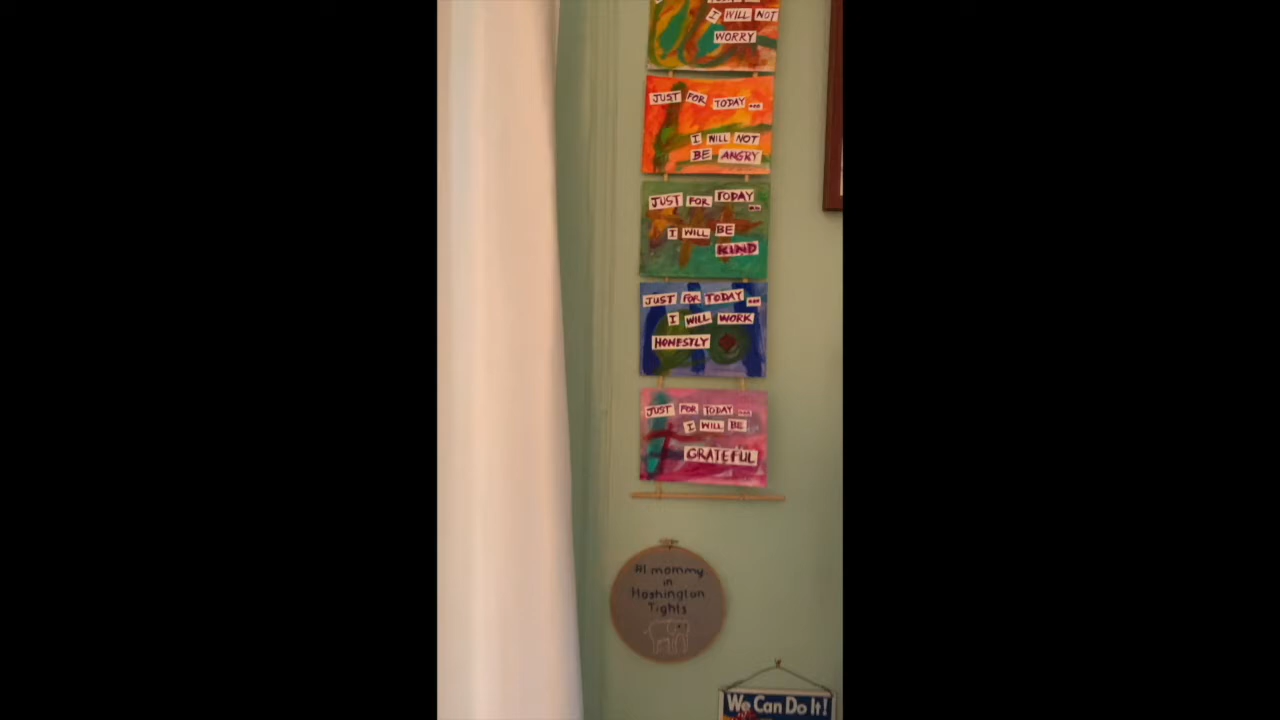 I WILL NOT
WORRY
JUST FOR TODAY...
I WILL NOT
BE ANGRY
JUST FOR TODAY
...
I WILL BE
KIND
JUST FOR TODAY...
I WILL WORK
HONESTLY
JUST FOR TODAY...
I WILL BE
GRATEFUL
#1 mommy
in
Hashington
Tights
We Can Do It!